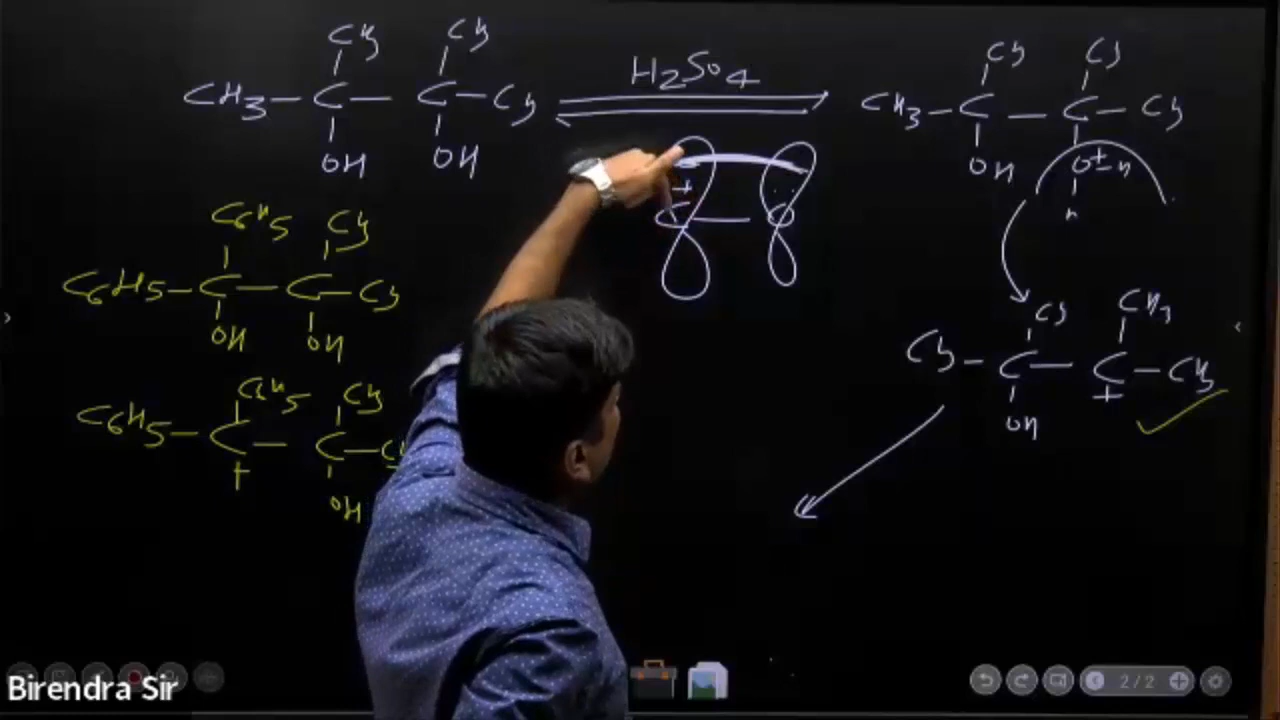 CH3 CH3
CH3—C—C—CH3
OH OH
H2SO4
CH3 CH3
CH3—C—C—CH3
OH O+—H
H
+
C—O
C6H5 CH3
C6H5—C—C—CH3
OH OH
C6H5 CH3
C6H5—C—C—
+ OH
CH3 CH3
CH3—C—C—CH3
OH +
Birendra Sir
2/2